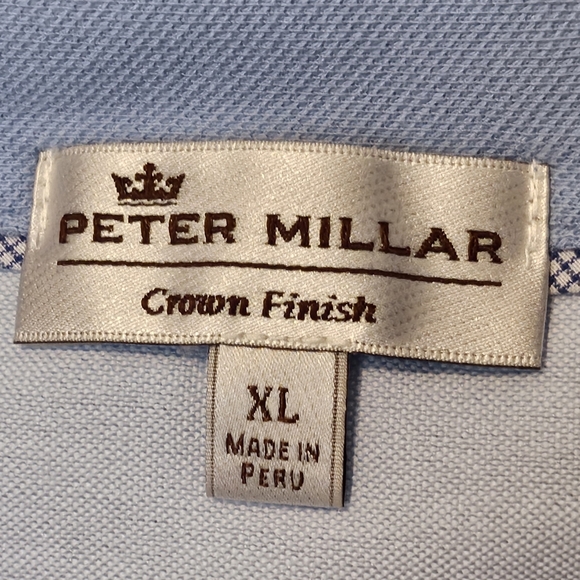 PETER MILLAR
Crown Finish
XL
MADE IN
PERU